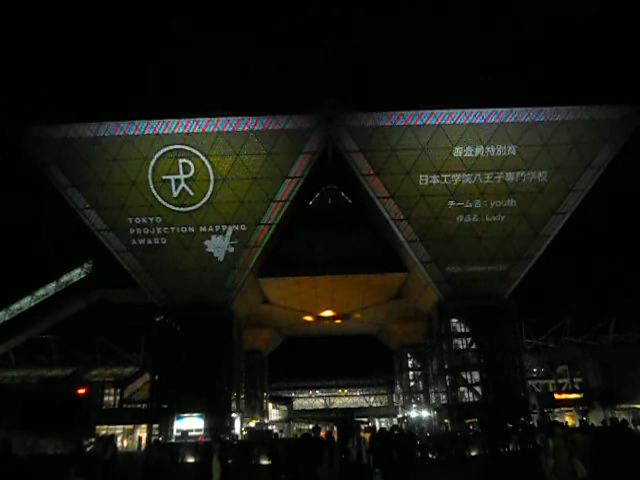 TOKYO
PROJECTION MAPPING
AWARD
審査員特別賞
日本工学院八王子専門学校
チーム名：youth
作品名：Lady